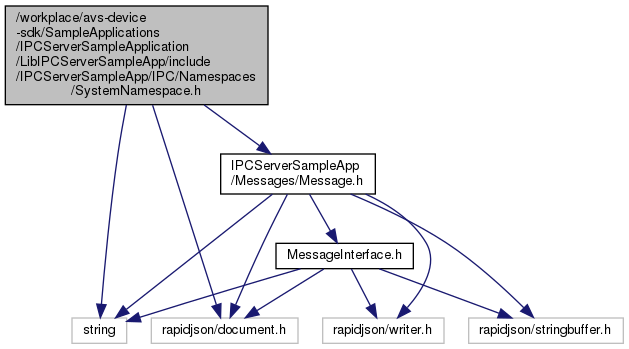 /workplace/avs-device
-sdk/SampleApplications
/IPCServerSampleApplication
/LibIPCServerSampleApp/include
/IPCServerSampleApp/IPC/Namespaces
/SystemNamespace.h
IPCServerSampleApp
/Messages/Message.h
MessageInterface.h
string
rapidjson/document.h
rapidjson/writer.h
rapidjson/stringbuffer.h